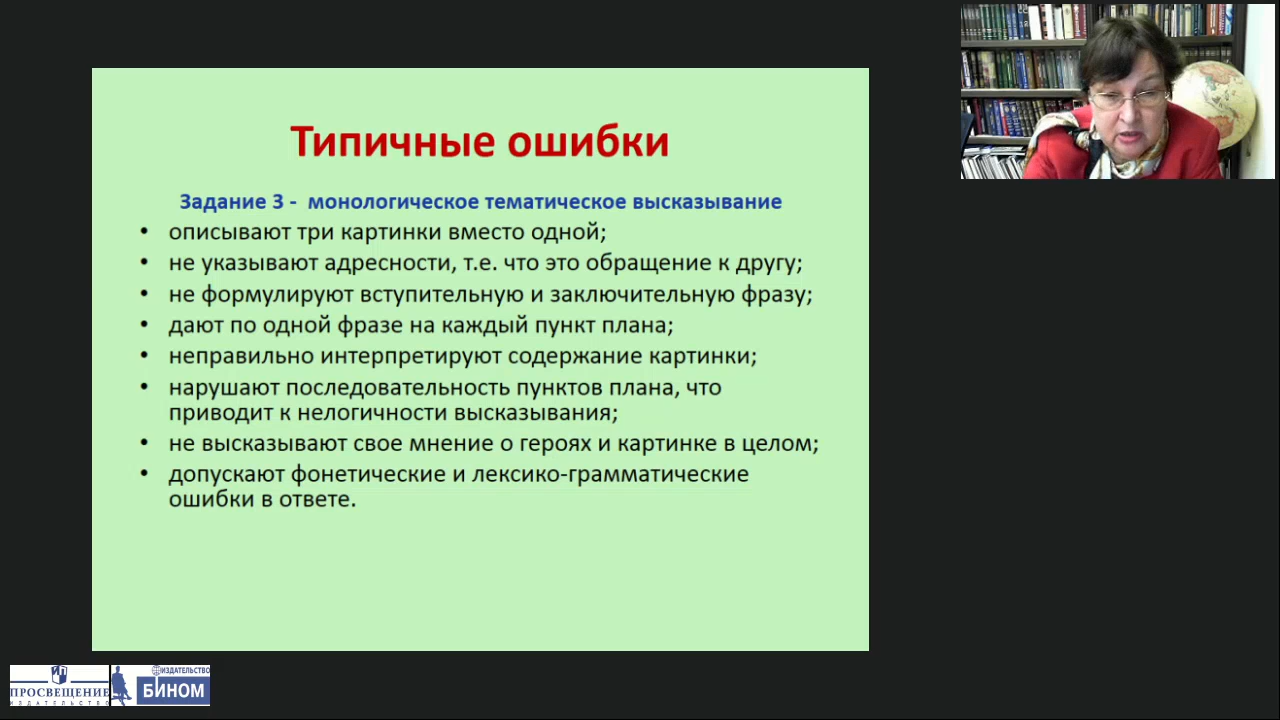 Типичные ошибки
Задание 3 - монологическое тематическое высказывание
• описывают три картинки вместо одной;
• не указывают адресности, т.е. что это обращение к другу;
• не формулируют вступительную и заключительную фразу;
• дают по одной фразе на каждый пункт плана;
• неправильно интерпретируют содержание картинки;
• нарушают последовательность пунктов плана, что
приводит к нелогичности высказывания;
• не высказывают свое мнение о героях и картинке в целом;
• допускают фонетические и лексико-грамматические
ошибки в ответе.
ПРОСВЕЩЕНИЕ
ИЗДАТЕЛЬСТВО
ИЗДАТЕЛЬСТВО
БИНОМ